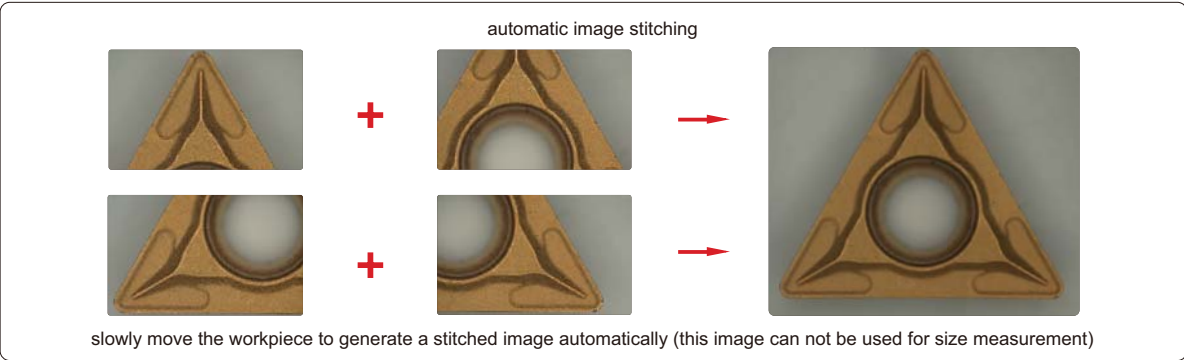 automatic image stitching
slowly move the workpiece to generate a stitched image automatically (this image can not be used for size measurement)